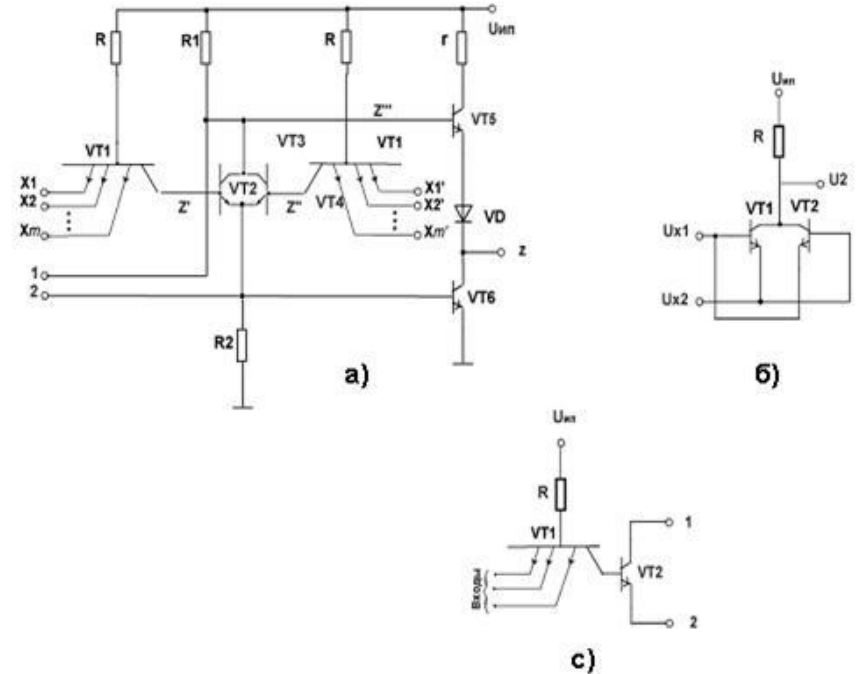 R
R1
R
r
Uип
Z'''
VT5
VT3
VT1
VT1
X1
X2
Xm
VT2
Z'
Z''
VT4
X1'
X2'
Xm'
VD
z
1
2
VT6
R2
а)
Uип
R
U2
VT1
VT2
Ux1
Ux2
б)
Uип
R
VT1
1
VT2
Входы
2
с)